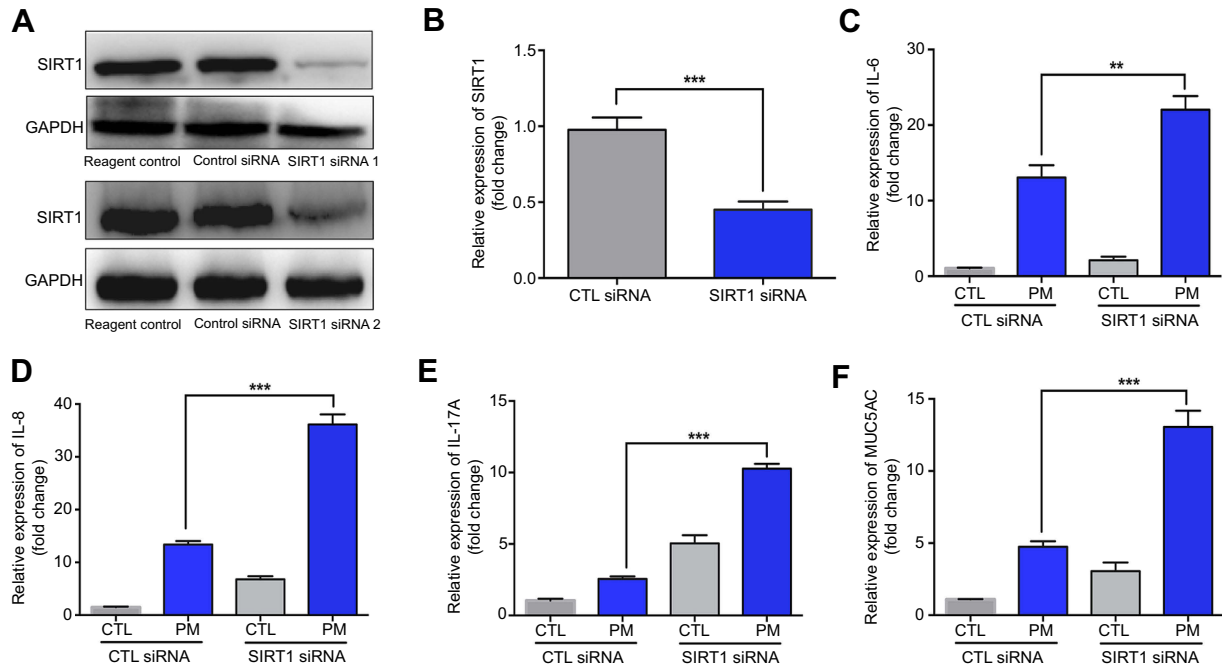 A
SIRT1
GAPDH
Reagent control Control siRNA SIRT1 siRNA 1
SIRT1
GAPDH
Reagent control Control siRNA SIRT1 siRNA 2
B
Relative expression of SIRT1
(fold change)
1.5
1.0
0.5
0.0
***
CTL siRNA SIRT1 siRNA
C
Relative expression of IL-6
(fold change)
30
20
10
0
**
CTL PM CTL PM
CTL siRNA SIRT1 siRNA
D
Relative expression of IL-8
(fold change)
40
30
20
10
0
***
CTL PM CTL PM
CTL siRNA SIRT1 siRNA
E
Relative expression of IL-17A
(fold change)
15
10
5
0
***
CTL PM CTL PM
CTL siRNA SIRT1 siRNA
F
Relative expression of MUC5AC
(fold change)
15
10
5
0
***
CTL PM CTL PM
CTL siRNA SIRT1 siRNA